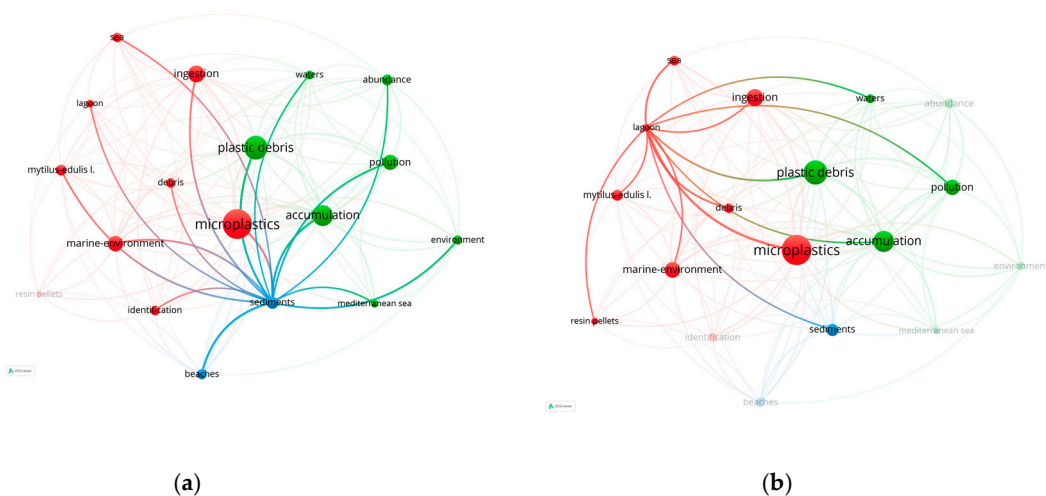 sea
ingestion
waters
abundance
lagoon
plastic debris
pollution
mytilus-edulis l.
debris
microplastics
accumulation
marine-environment
environment
resin pellets
identification
sediments
mediterranean sea
beaches
VOSviewer
(a)
sea
ingestion
waters
abundance
lagoon
plastic debris
pollution
mytilus-edulis l.
debris
microplastics
accumulation
marine-environment
environment
resin pellets
identification
sediments
mediterranean sea
beaches
VOSviewer
(b)